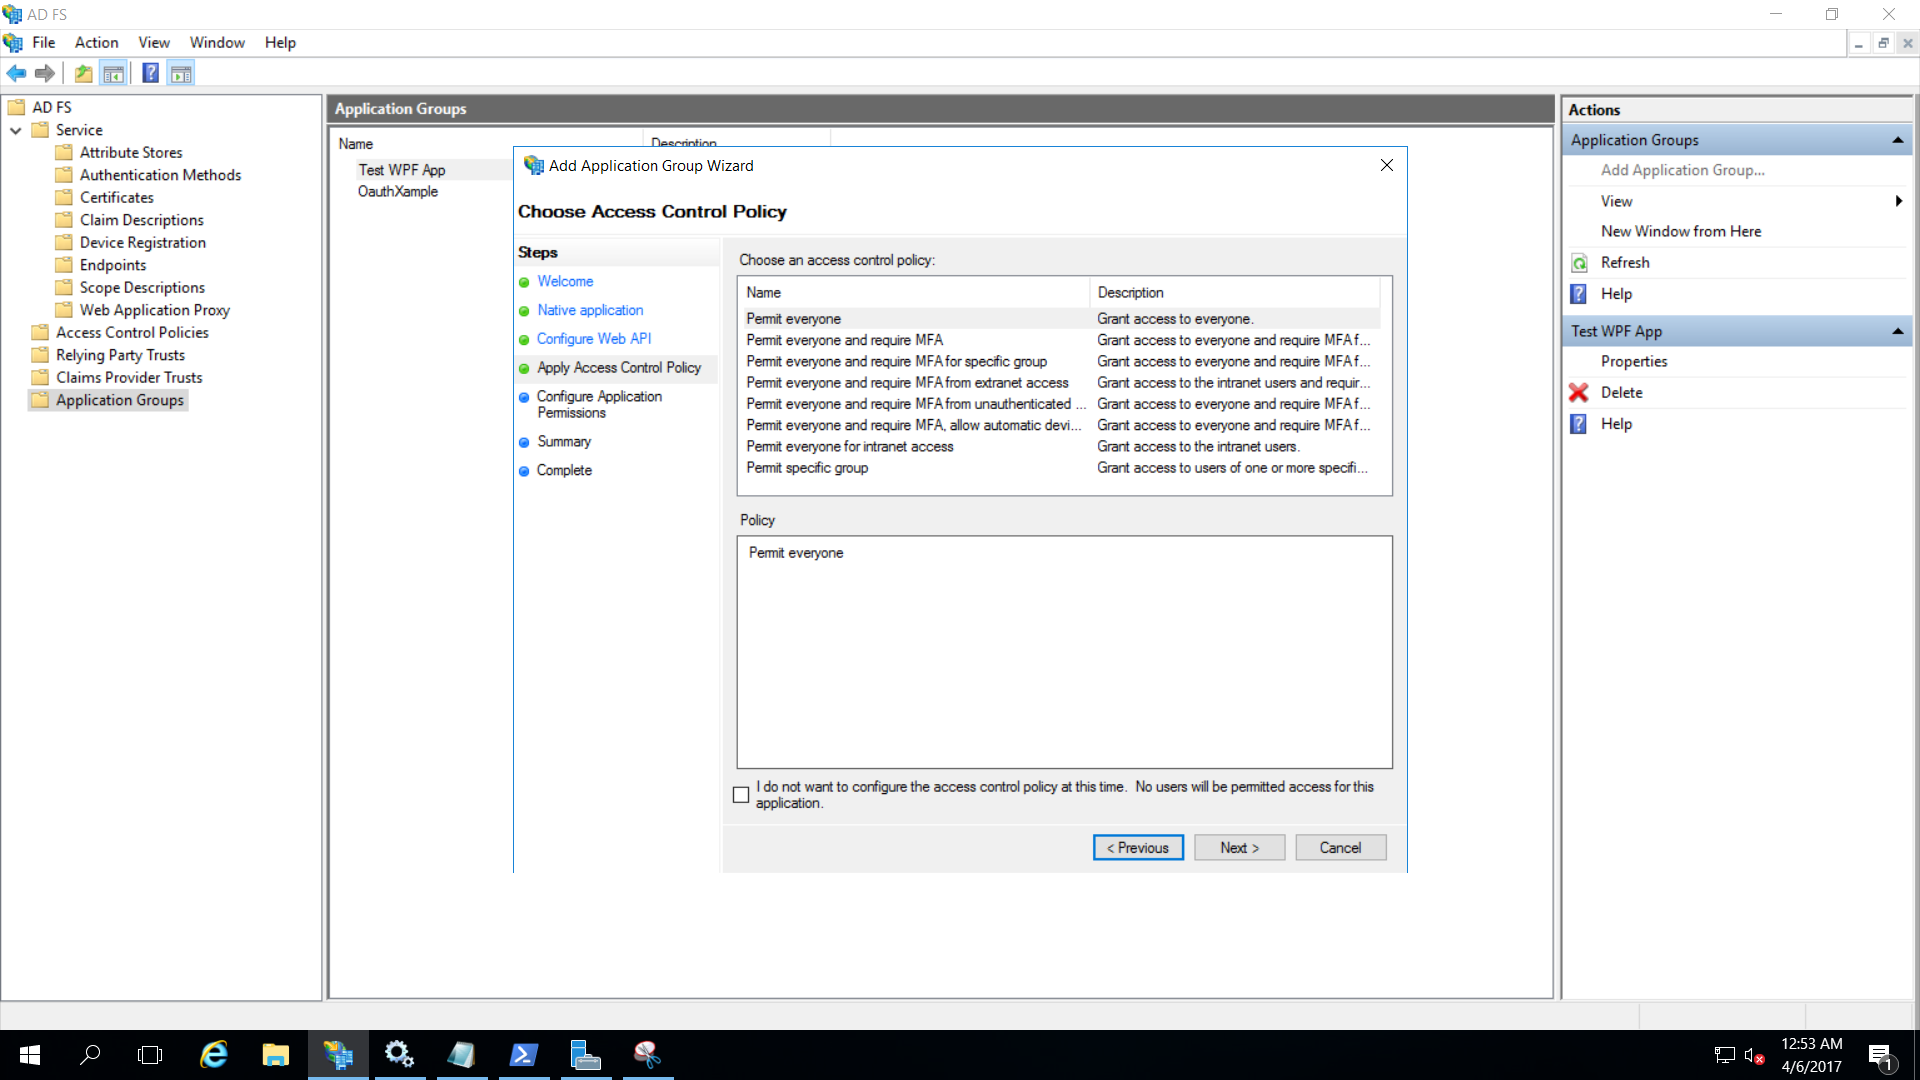 AD FS
File Action View Window Help
AD FS
Service
Attribute Stores
Authentication Methods
Certificates
Claim Descriptions
Device Registration
Endpoints
Scope Descriptions
Web Application Proxy
Access Control Policies
Relying Party Trusts
Claims Provider Trusts
Application Groups
Application Groups
Name Description
Test WPF App
OauthXample
Add Application Group Wizard
Choose Access Control Policy
Steps
Welcome
Native application
Configure Web API
Apply Access Control Policy
Configure Application
Permissions
Summary
Complete
Choose an access control policy:
Name Description
Permit everyone Grant access to everyone.
Permit everyone and require MFA Grant access to everyone and require MFA f...
Permit everyone and require MFA for specific group Grant access to everyone and require MFA f...
Permit everyone and require MFA from extranet access Grant access to the intranet users and requir...
Permit everyone and require MFA from unauthenticated ... Grant access to everyone and require MFA f...
Permit everyone and require MFA, allow automatic devi... Grant access to everyone and require MFA f...
Permit everyone for intranet access Grant access to the intranet users.
Permit specific group Grant access to users of one or more specifi...
Policy
Permit everyone
I do not want to configure the access control policy at this time. No users will be permitted access for this
application.
< Previous Next > Cancel
Actions
Application Groups
Add Application Group...
View
New Window from Here
Refresh
Help
Test WPF App
Properties
Delete
Help
12:53 AM
4/6/2017
1